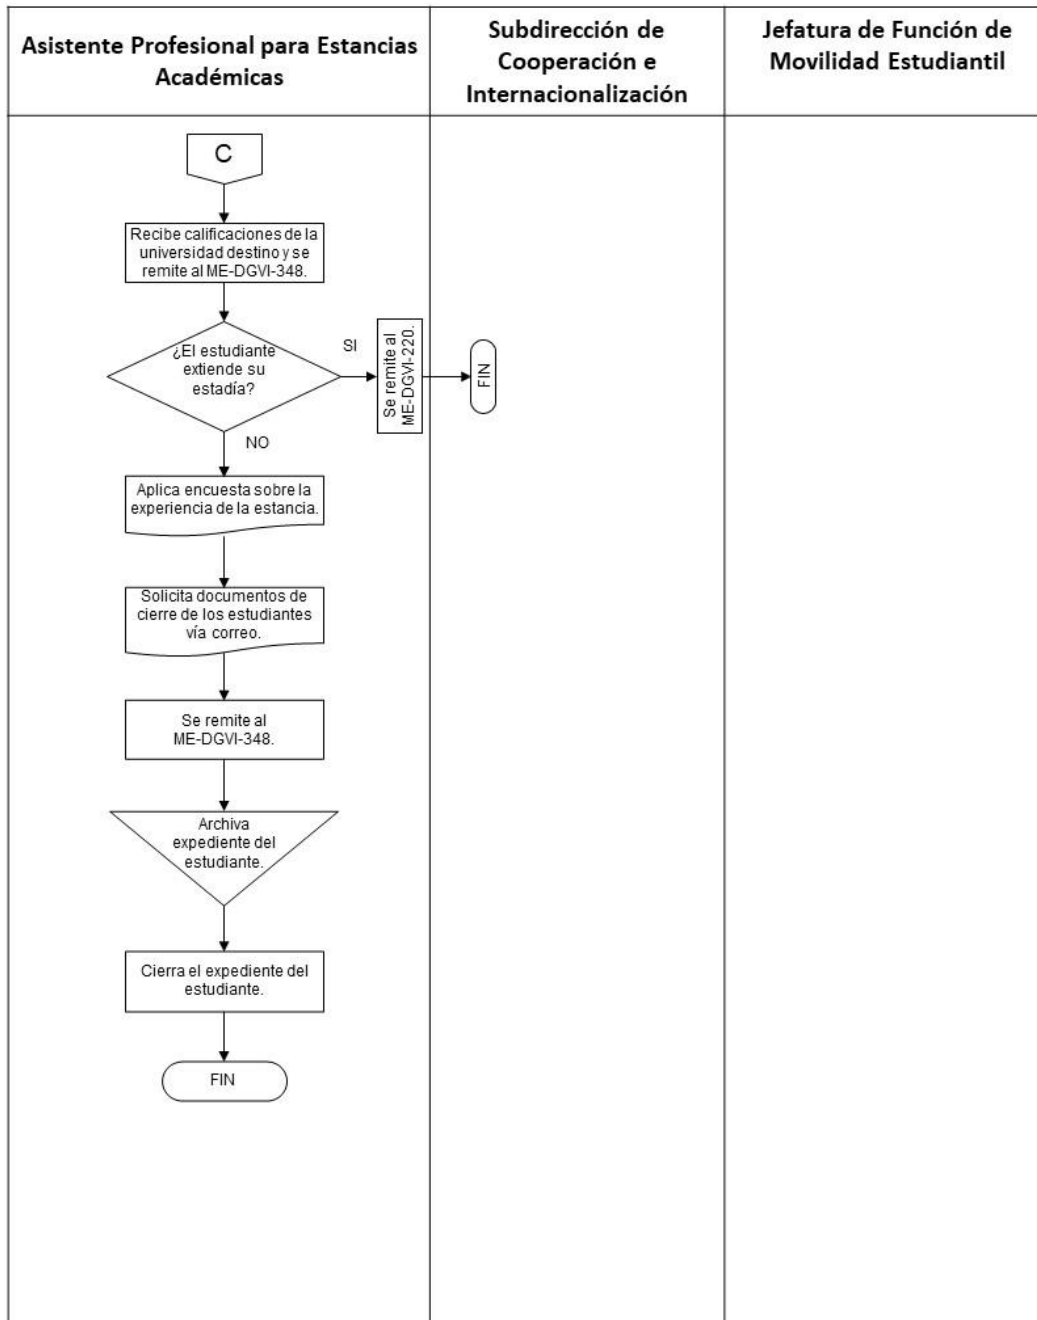 Asistente Profesional para Estancias
Académicas
Subdirección de
Cooperación e
Internacionalización
Jefatura de Función de
Movilidad Estudiantil
C
Recibe calificaciones de la
universidad destino y se
remite al ME-DGVI-348.
¿El estudiante
extiende su
estadía?
SI
Se remite al
ME-DGVI-220.
FIN
NO
Aplica encuesta sobre la
experiencia de la estancia.
Solicita documentos de
cierre de los estudiantes
vía correo.
Se remite al
ME-DGVI-348.
Archiva
expediente del
estudiante.
Cierra el expediente del
estudiante.
FIN